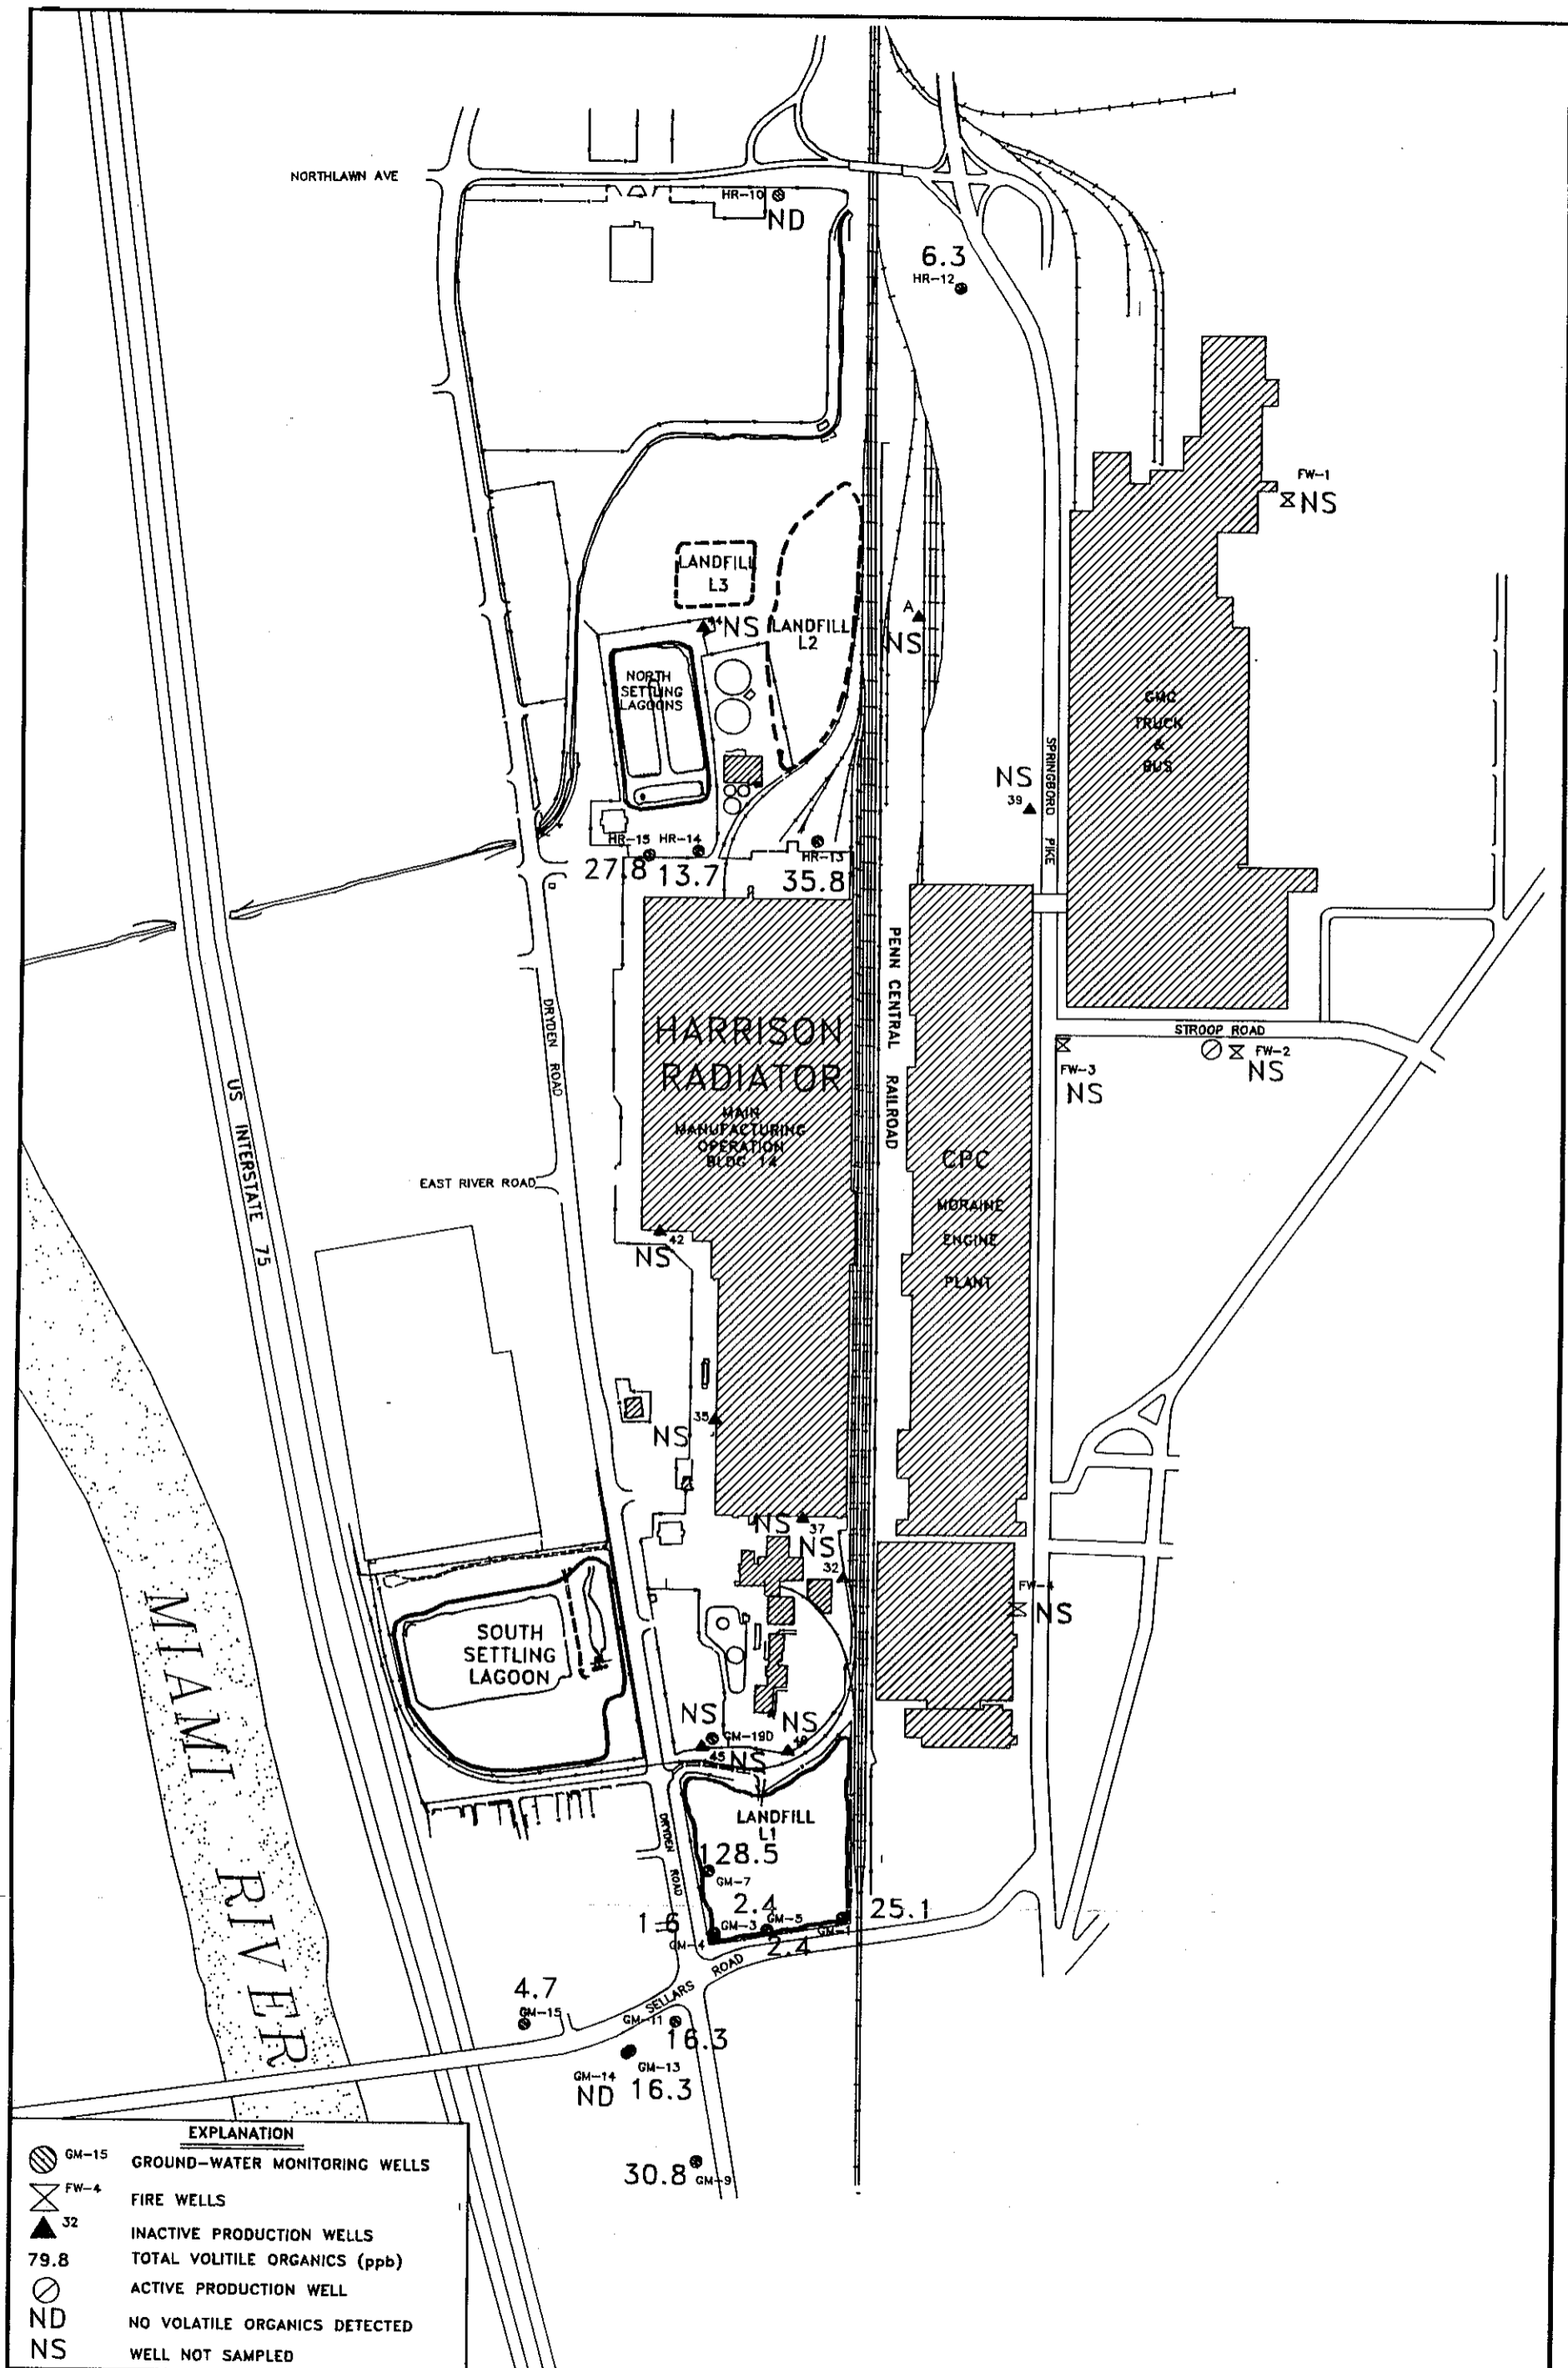 NORTHLAWN AVE
HR-10
ND
6.3
HR-12
FW-1
NS
LANDFILL
L3
NS
LANDFILL
L2
A
NS
NORTH
SETTLING
LAGOONS
GMC
TRUCK
&
BUS
SPRINGBORO PIKE
NS
39
HR-15 HR-14
27.8 13.7
HR-13
35.8
PENN CENTRAL RAILROAD
HARRISON
RADIATOR
MAIN
MANUFACTURING
OPERATION
BLDG 14
DRYDEN ROAD
STROOP ROAD
FW-3
NS
FW-2
NS
US INTERSTATE 75
EAST RIVER ROAD
CPC
MORAINE
ENGINE
PLANT
42
NS
35
NS
NS
37
NS
32
FW-4
NS
SOUTH
SETTLING
LAGOON
MIAMI RIVER
NS
GM-19D
NS
45
NS
LANDFILL
L1
DRYDEN ROAD
128.5
GM-7
2.4
1.6
GM-3
GM-5
GM-1
25.1
GM-4
2.4
SELLARS ROAD
4.7
GM-15
GM-11
16.3
GM-13
GM-14
ND
16.3
30.8
GM-9
EXPLANATION
GM-15 GROUND-WATER MONITORING WELLS
FW-4 FIRE WELLS
32 INACTIVE PRODUCTION WELLS
79.8 TOTAL VOLITILE ORGANICS (ppb)
ACTIVE PRODUCTION WELL
ND NO VOLATILE ORGANICS DETECTED
NS WELL NOT SAMPLED